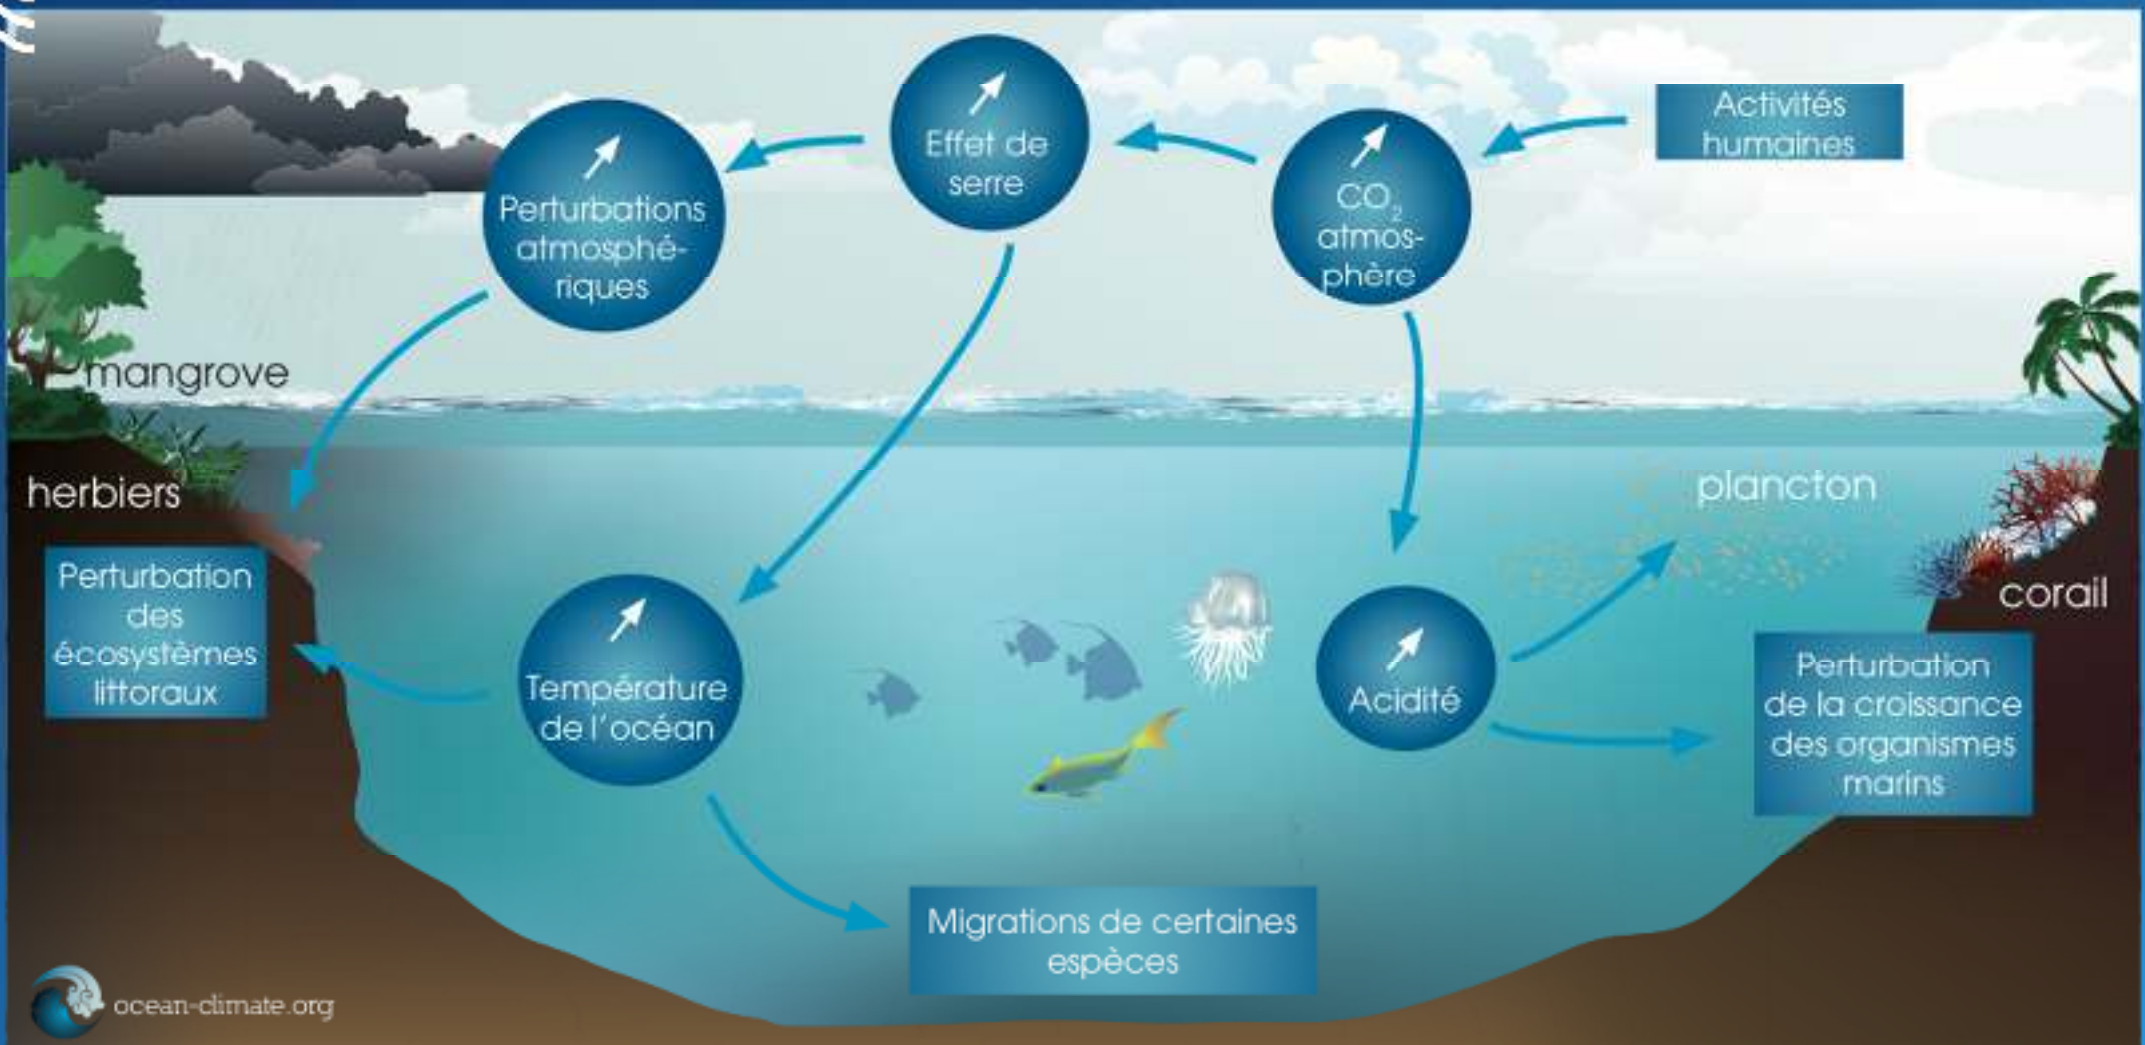 Activités
humaines
CO₂
atmos-
phère
Effet de
serre
Perturbations
atmosphé-
riques
mangrove
herbiers
Perturbation
des
écosystèmes
littoraux
Température
de l'océan
Migrations de certaines
espèces
Acidité
plancton
corail
Perturbation
de la croissance
des organismes
marins
ocean-climate.org